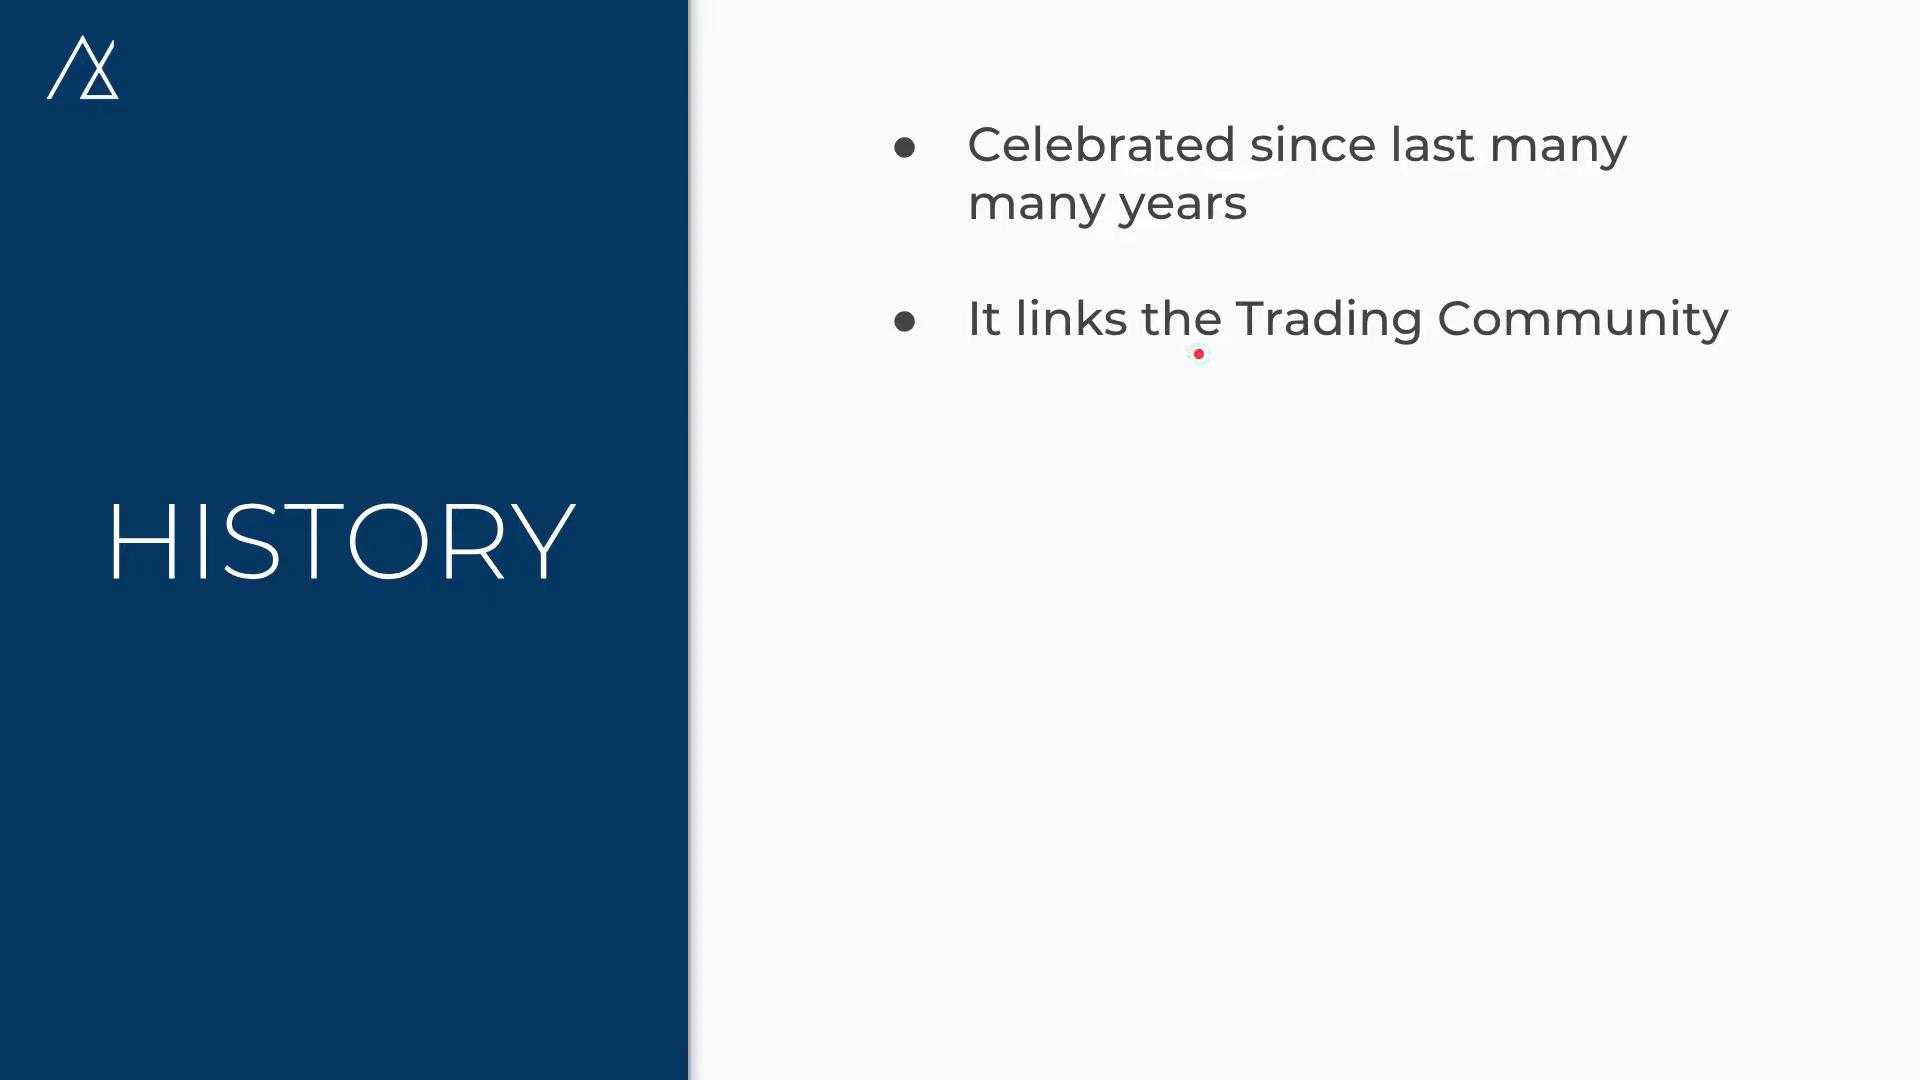 HISTORY
● Celebrated since last many
many years
● It links the Trading Community